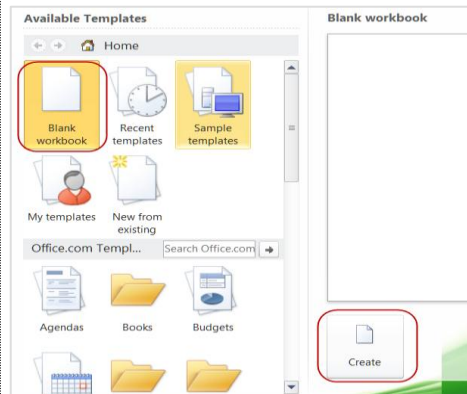 Available Templates
Blank workbook
Home
Blank
workbook
Recent
templates
Sample
templates
My templates
New from
existing
Office.com Templ...
Search Office.com
Agendas
Books
Budgets
Create